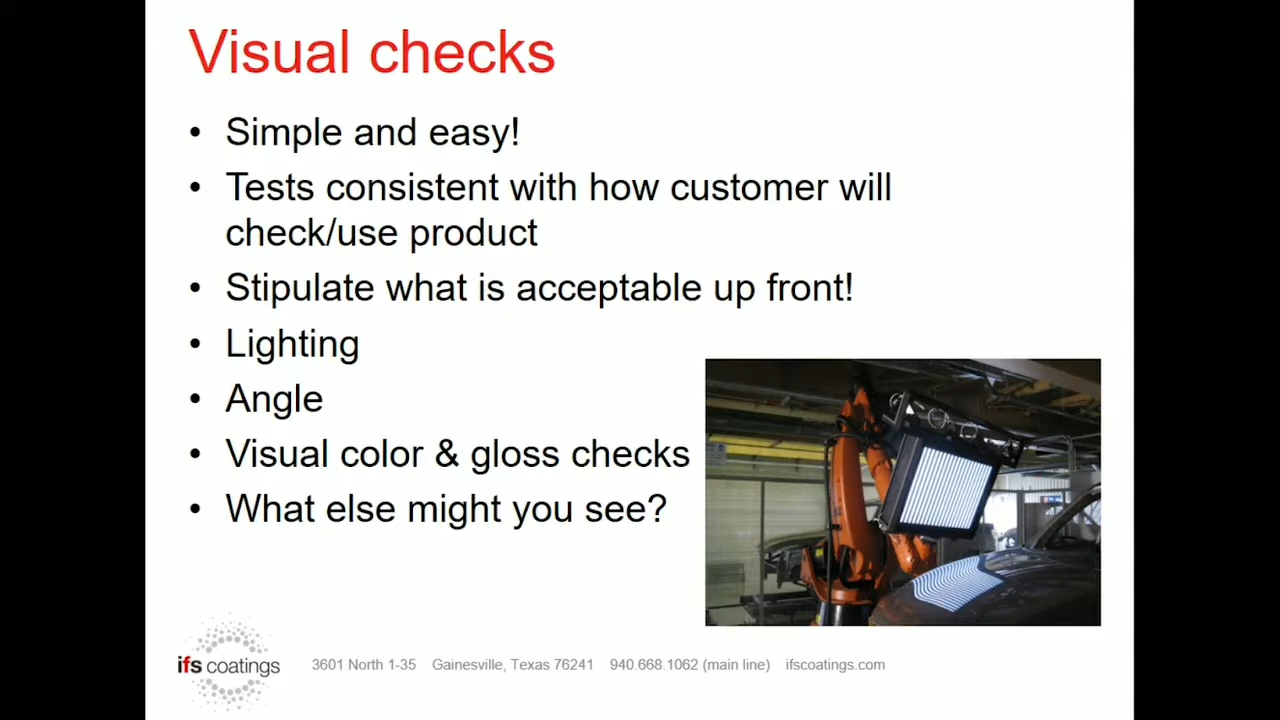 Visual checks
• Simple and easy!
• Tests consistent with how customer will
check/use product
• Stipulate what is acceptable up front!
• Lighting
• Angle
• Visual color & gloss checks
• What else might you see?
ifs coatings
3601 North 1-35 Gainesville, Texas 76241 940.668.1062 (main line) ifscoatings.com